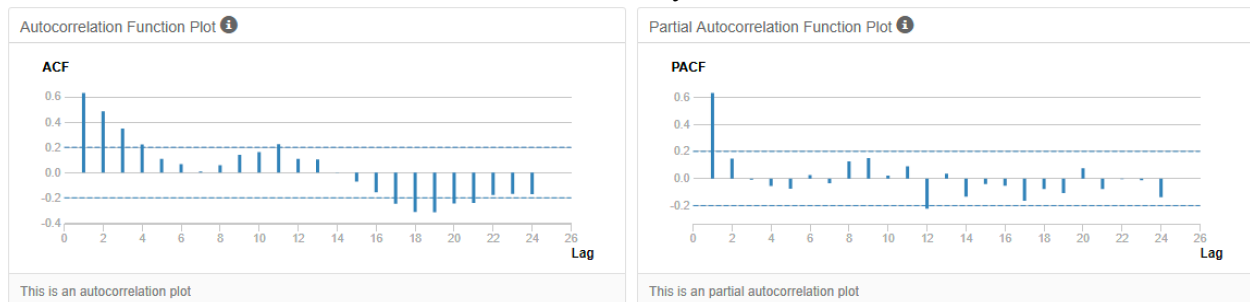 Autocorrelation Function Plot
ACF
0.6
0.4
0.2
0.0
-0.2
-0.4
0 2 4 6 8 10 12 14 16 18 20 22 24 26
Lag
This is an autocorrelation plot
Partial Autocorrelation Function Plot
PACF
0.6
0.4
0.2
0.0
-0.2
0 2 4 6 8 10 12 14 16 18 20 22 24 26
Lag
This is an partial autocorrelation plot